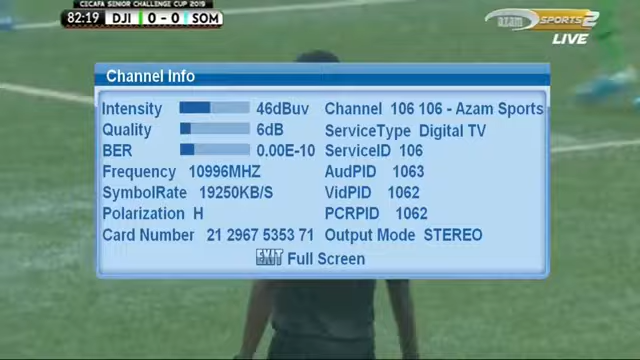 CECAFA SENIOR CHALLENGE CUP 2019
82:19 DJI 0 - 0 SOM
azam SPORTS 2
LIVE
Channel Info
Intensity 46dBuv Channel 106 106 - Azam Sports
Quality 6dB ServiceType Digital TV
BER 0.00E-10 ServiceID 106
Frequency 10996MHZ AudPID 1063
SymbolRate 19250KB/S VidPID 1062
Polarization H PCRPID 1062
Card Number 21 2967 5353 71 Output Mode STEREO
EXIT Full Screen